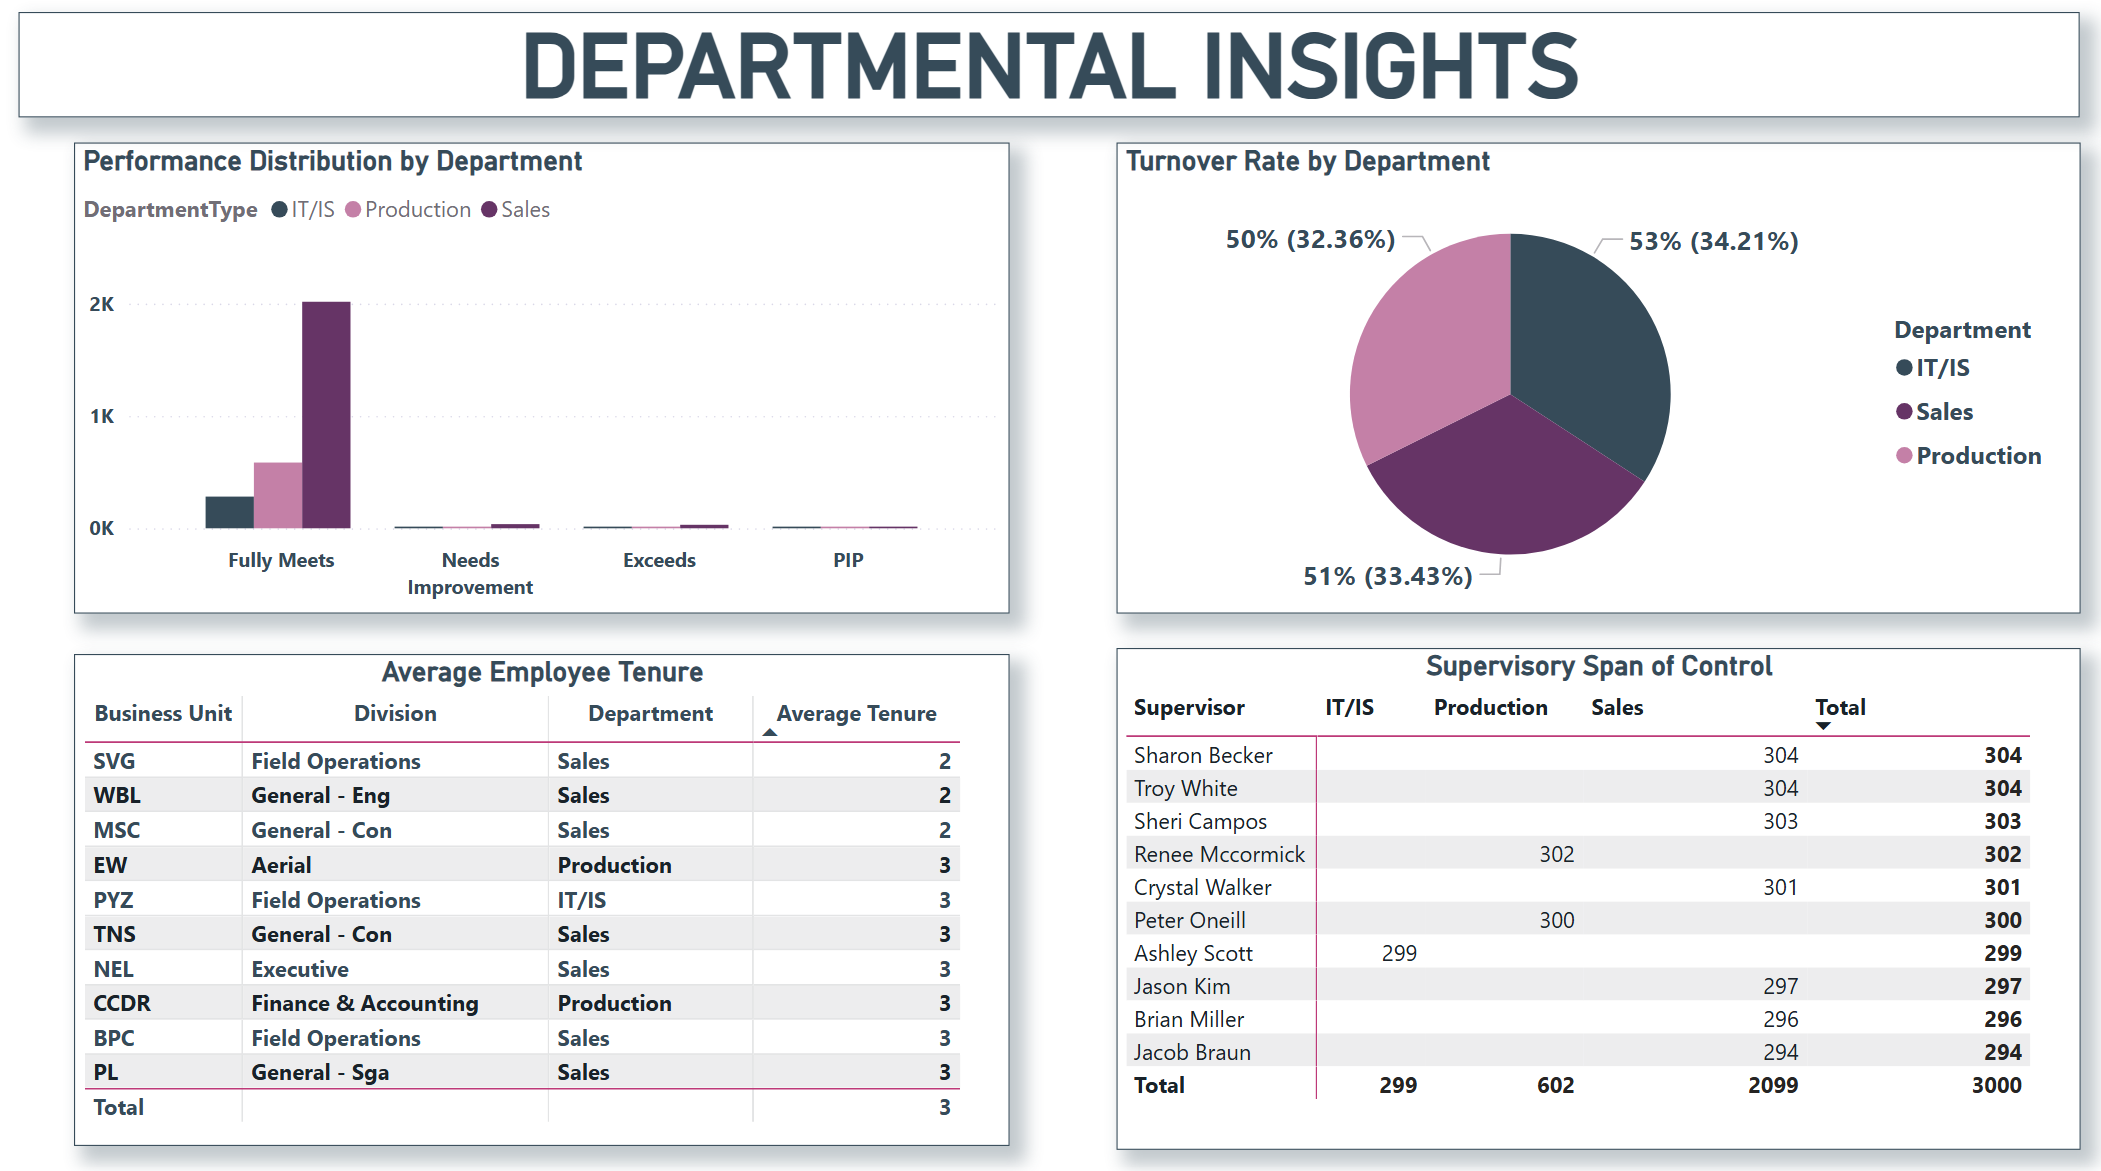 DEPARTMENTAL INSIGHTS
Performance Distribution by Department
DepartmentType IT/IS Production Sales
2K
1K
0K
Fully Meets
Needs Improvement
Exceeds
PIP
Turnover Rate by Department
50% (32.36%)
53% (34.21%)
51% (33.43%)
Department
IT/IS
Sales
Production
Average Employee Tenure
Business Unit Division Department Average Tenure
SVG Field Operations Sales 2
WBL General - Eng Sales 2
MSC General - Con Sales 2
EW Aerial Production 3
PYZ Field Operations IT/IS 3
TNS General - Con Sales 3
NEL Executive Sales 3
CCDR Finance & Accounting Production 3
BPC Field Operations Sales 3
PL General - Sga Sales 3
Total 3
Supervisory Span of Control
Supervisor IT/IS Production Sales Total
Sharon Becker 304 304
Troy White 304 304
Sheri Campos 303 303
Renee Mccormick 302 302
Crystal Walker 301 301
Peter Oneill 300 300
Ashley Scott 299 299
Jason Kim 297 297
Brian Miller 296 296
Jacob Braun 294 294
Total 299 602 2099 3000